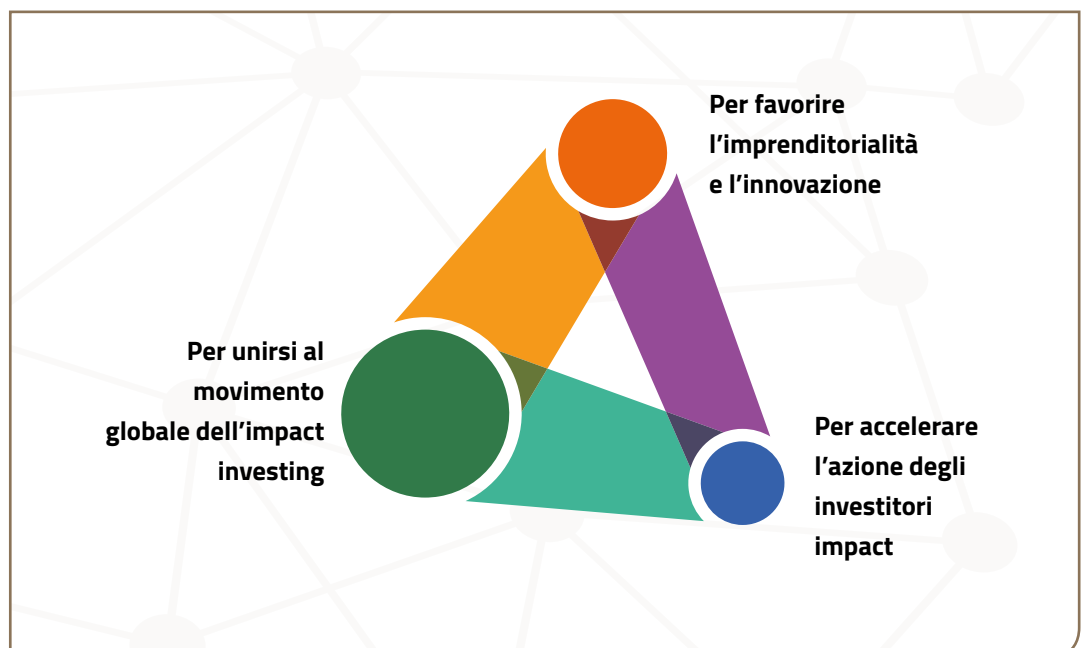 Per favorire
l’imprenditorialità
e l’innovazione
Per unirsi al
movimento
globale dell’impact
investing
Per accelerare
l’azione degli
investitori
impact